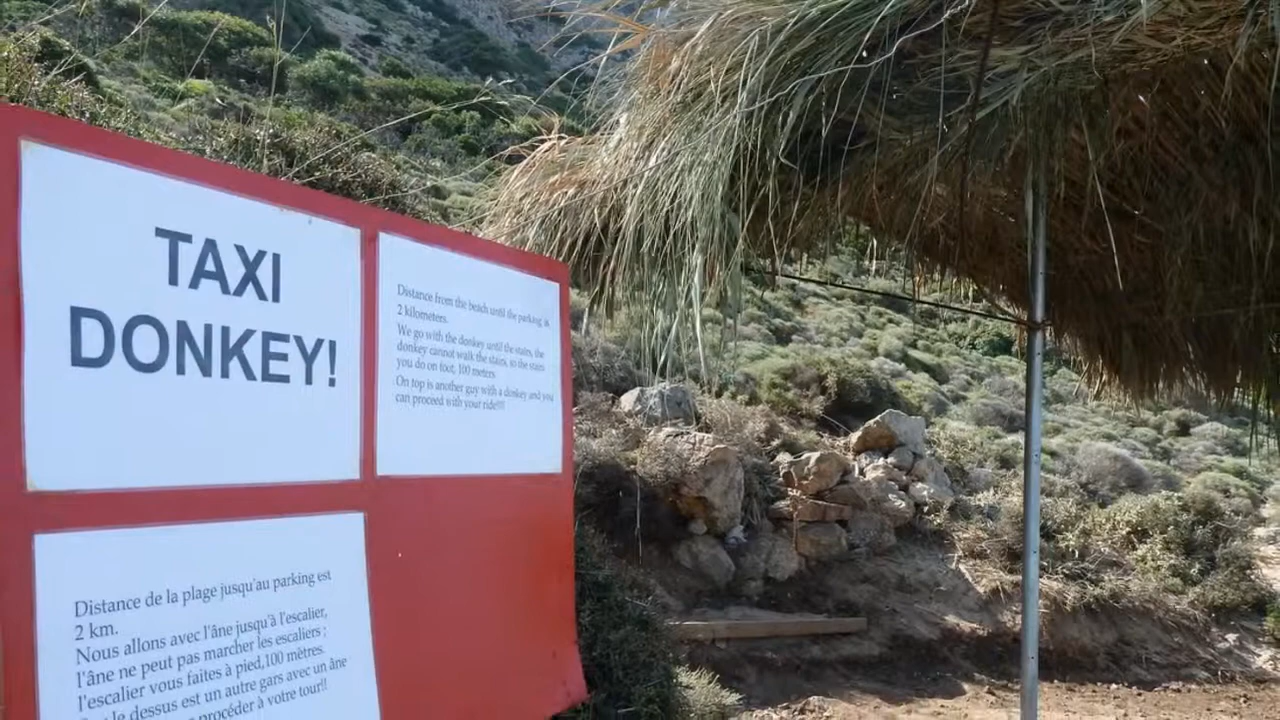 TAXI
DONKEY!
Distance from the beach until the parking is
2 kilometers.
We go with the donkey until the stairs, the
donkey cannot walk the stairs, so the stairs
you do on foot, 100 meters
On top is another guy with a donkey and you
can proceed with your ride!!!!
Distance de la plage jusqu'au parking est
2 km.
Nous allons avec l'âne jusqu'à l'escalier,
l'âne ne peut pas marcher les escaliers ;
l'escalier vous faites à pied,100 mètres.
le dessus est un autre gars avec un âne
procéder à votre tour!!